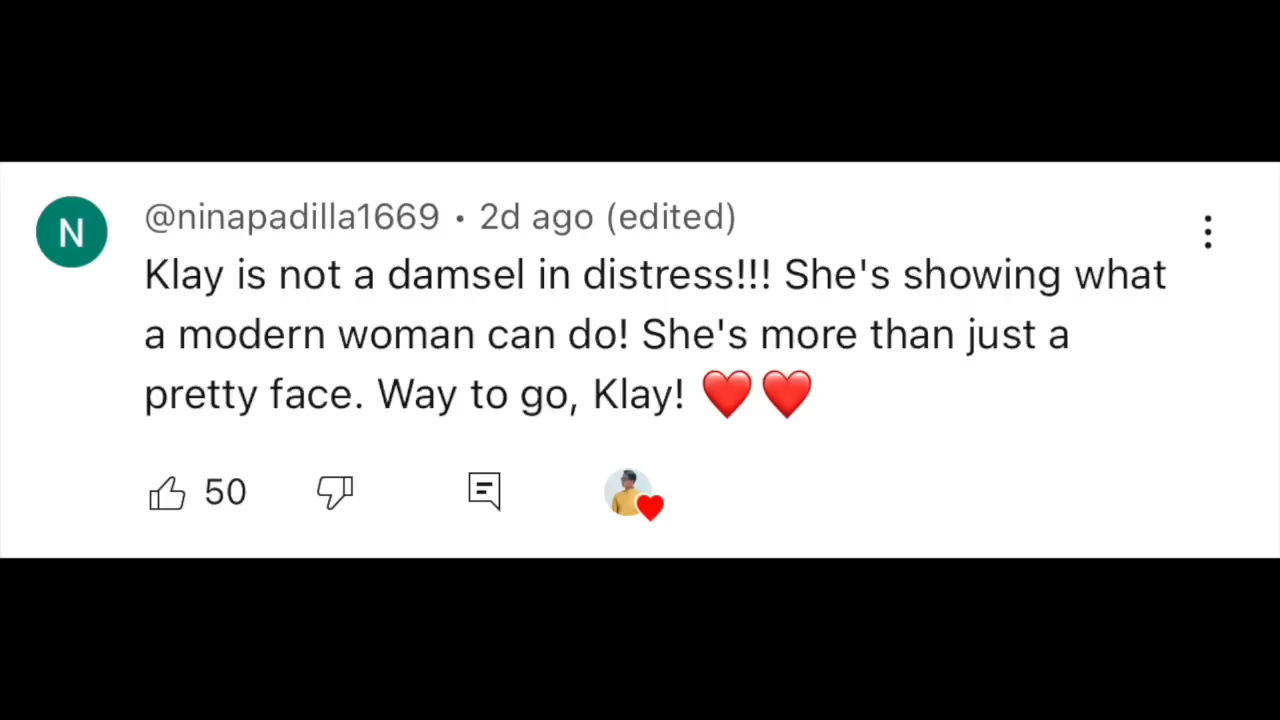 N
@ninapadilla1669 • 2d ago (edited)
Klay is not a damsel in distress!!! She's showing what
a modern woman can do! She's more than just a
pretty face. Way to go, Klay! ❤️❤️
50